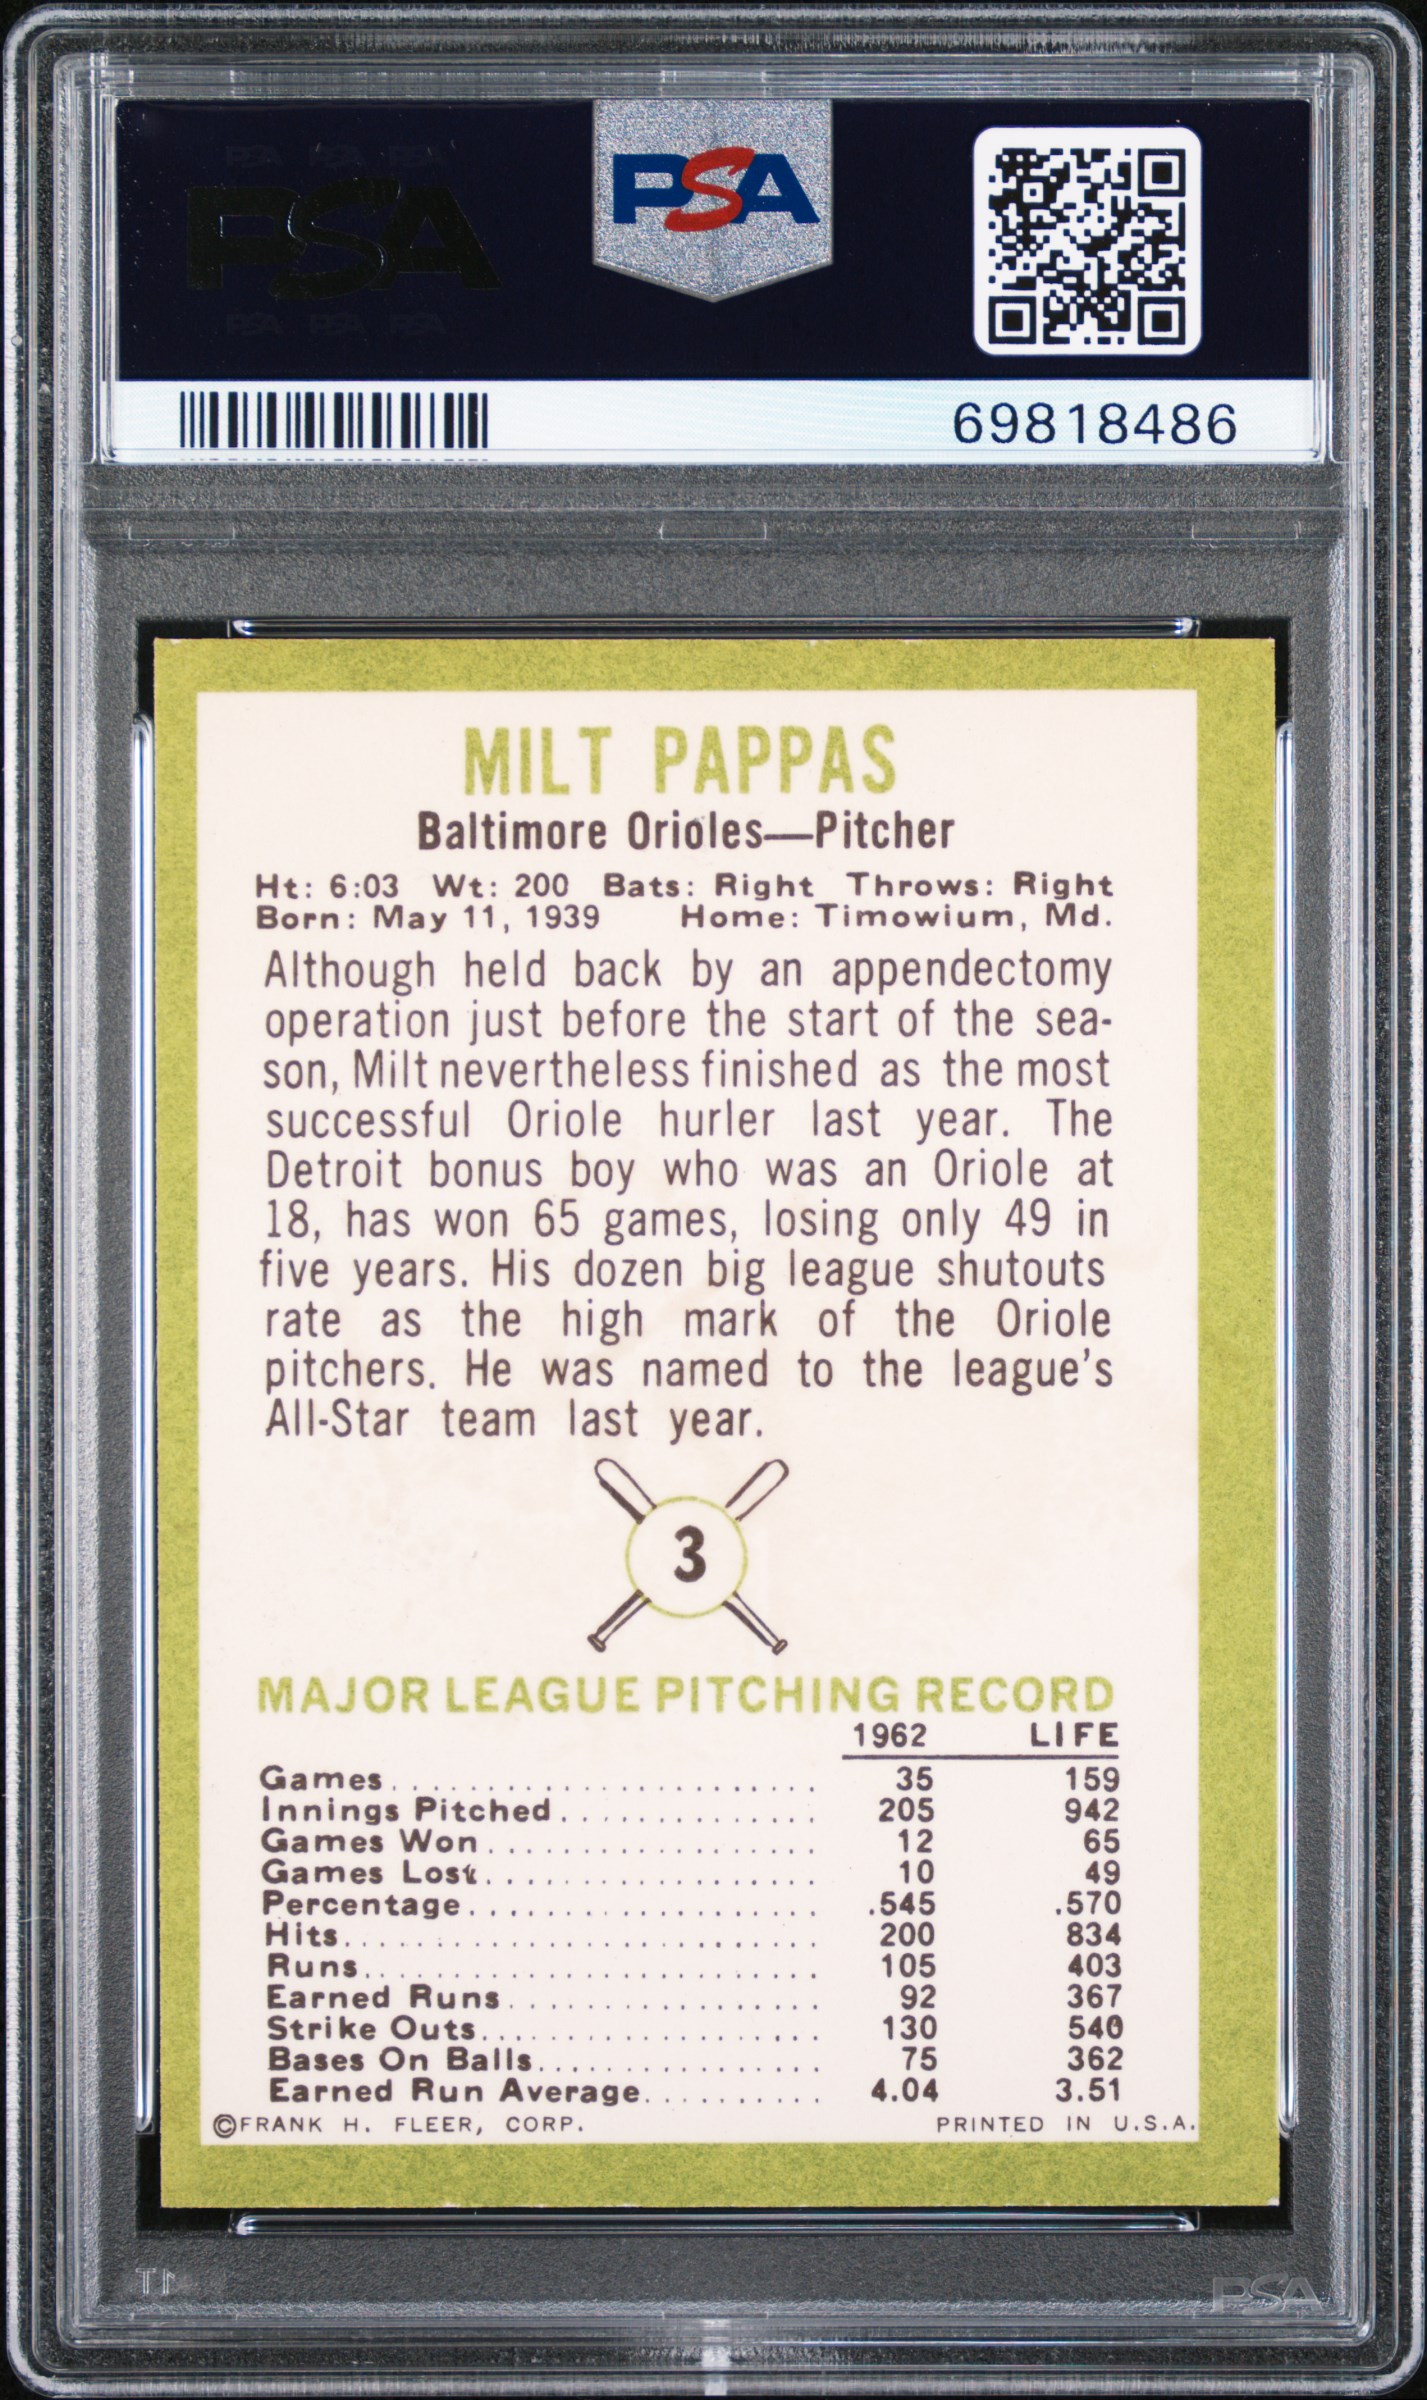 PSA PSA PSA
PSA
PSA PSA PSA
PSA
69818486
MILT PAPPAS
Baltimore Orioles—Pitcher
Ht: 6:03 Wt: 200 Bats: Right Throws: Right
Born: May 11, 1939 Home: Timowium, Md.
Although held back by an appendectomy
operation just before the start of the sea-
son, Milt nevertheless finished as the most
successful Oriole hurler last year. The
Detroit bonus boy who was an Oriole at
18, has won 65 games, losing only 49 in
five years. His dozen big league shutouts
rate as the high mark of the Oriole
pitchers. He was named to the league's
All-Star team last year.
3
MAJOR LEAGUE PITCHING RECORD
1962 LIFE
Games 35 159
Innings Pitched 205 942
Games Won 12 65
Games Lost 10 49
Percentage .545 .570
Hits 200 834
Runs 105 403
Earned Runs 92 367
Strike Outs 130 540
Bases On Balls 75 362
Earned Run Average 4.04 3.51
©FRANK H. FLEER, CORP. PRINTED IN U.S.A.
PSA